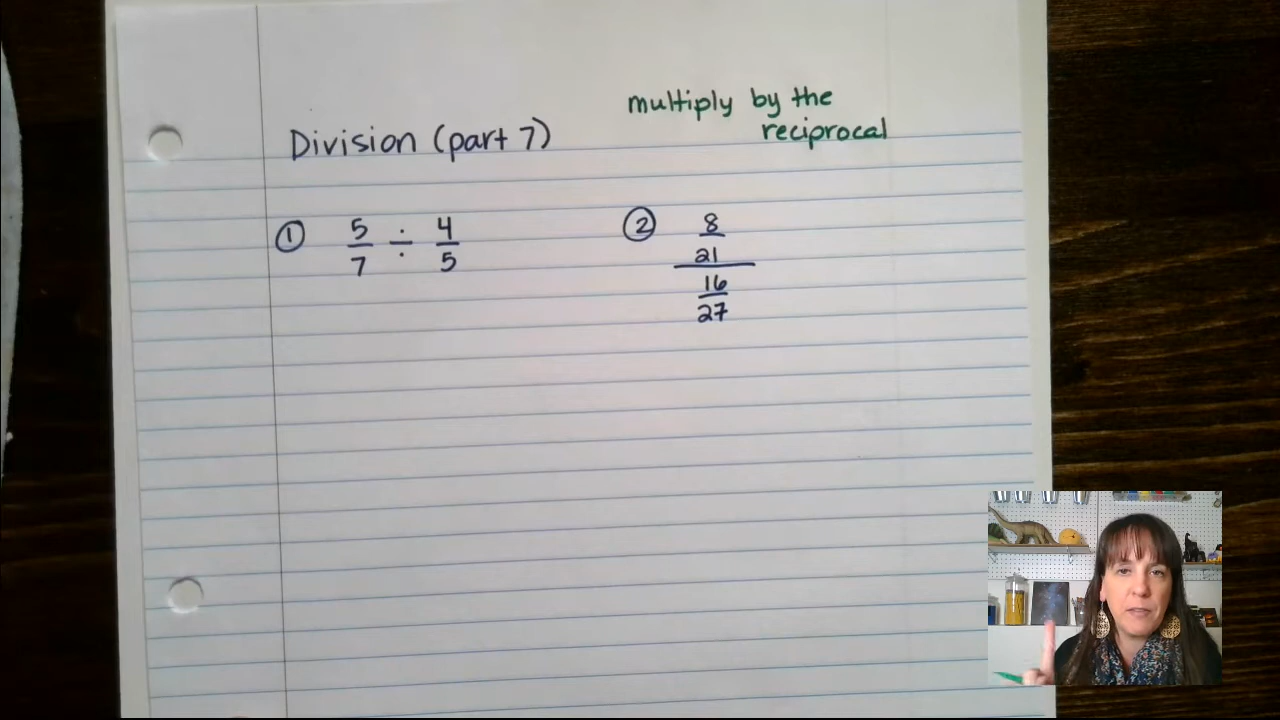 multiply by the
reciprocal
Division (part 7)
① 5/7 ÷ 4/5
② 8/21
16/27